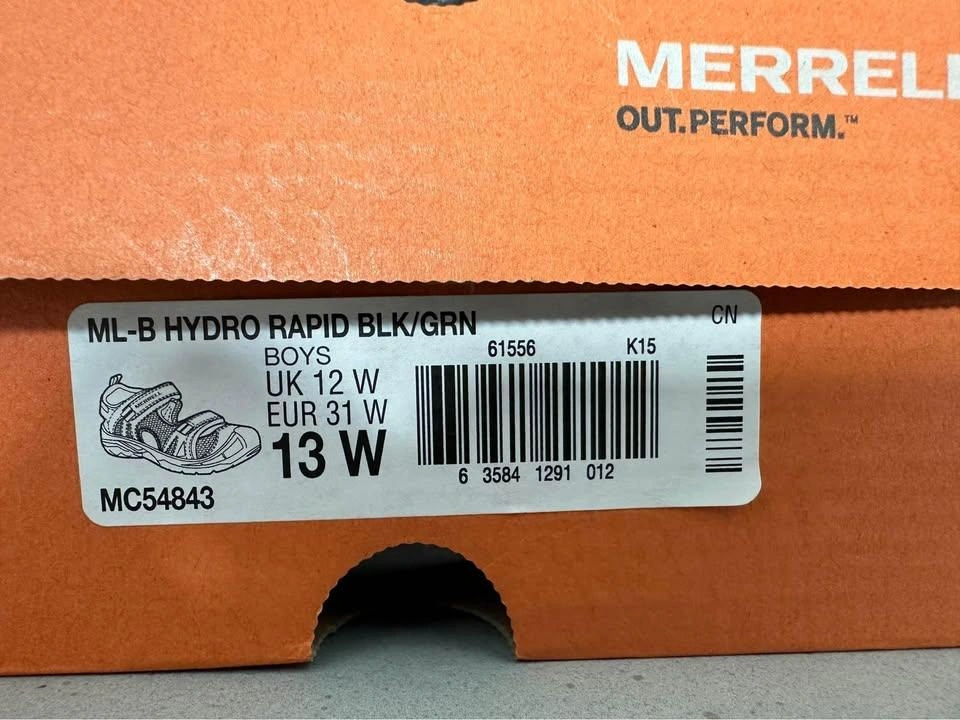 MERRELL
OUT.PERFORM.™
ML-B HYDRO RAPID BLK/GRN
CN
BOYS
61556 K15
UK 12 W
EUR 31 W
13 W
MERRELL
6 3584 1291 012
MC54843